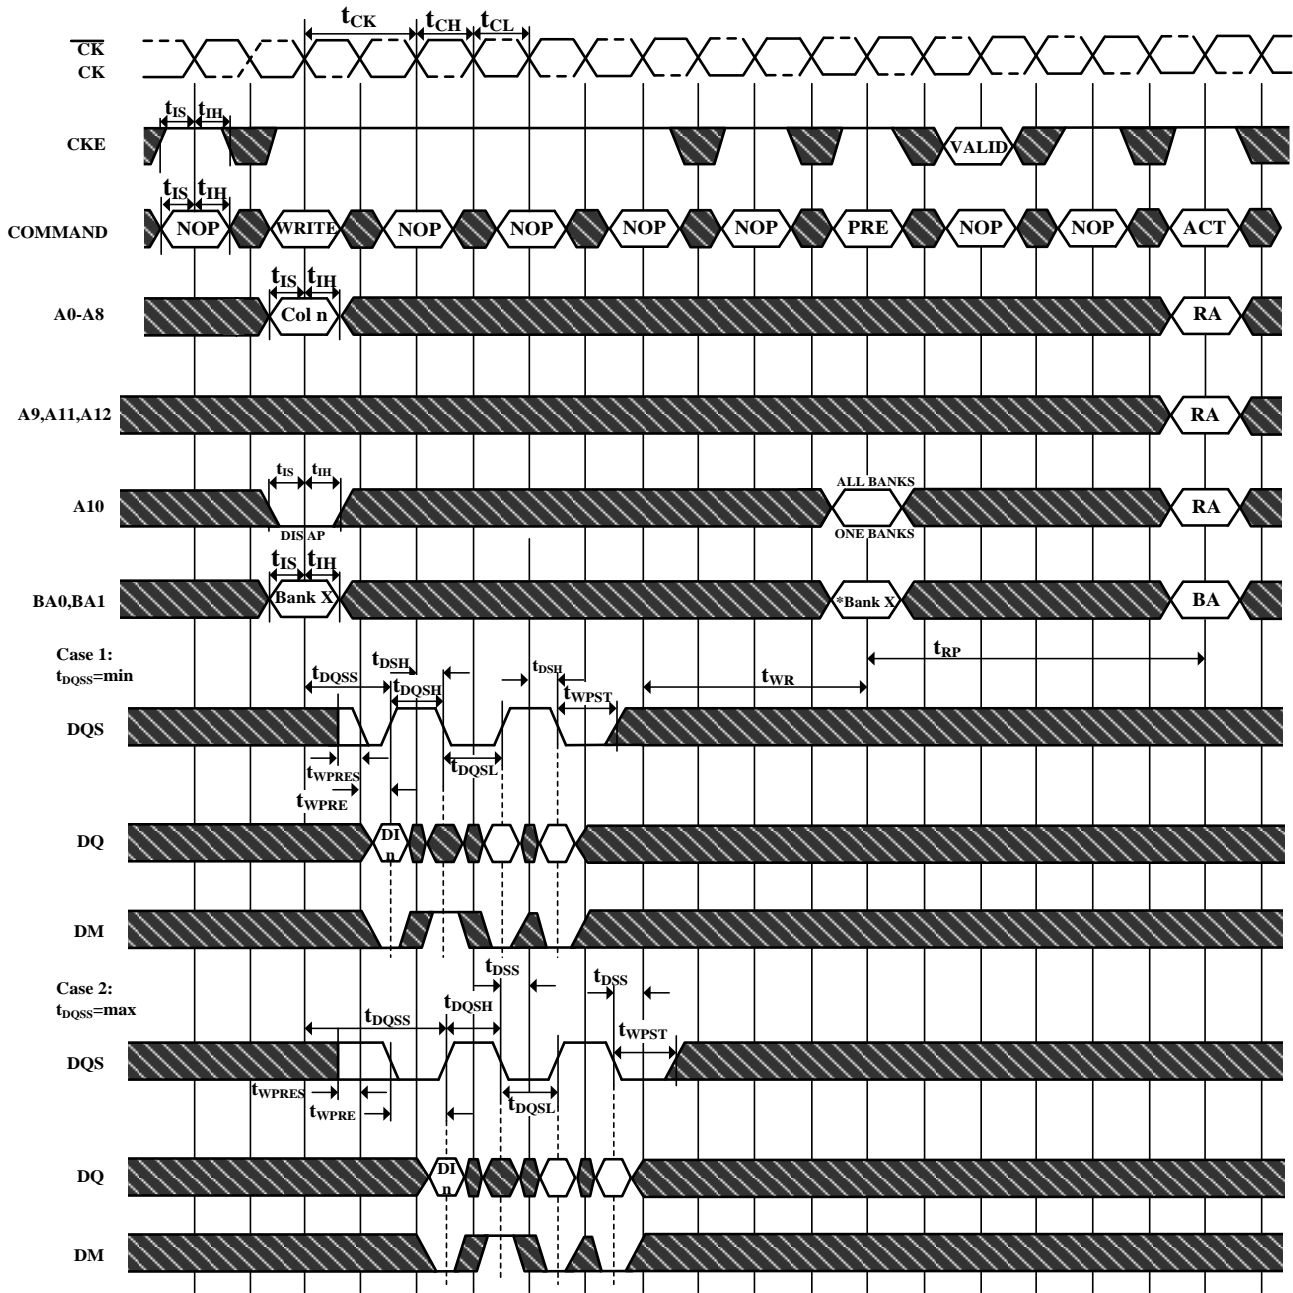 tCK tCH tCL
CK
CK
tIS tIH
CKE VALID
tIS tIH
COMMAND NOP WRITE NOP NOP NOP NOP PRE NOP NOP ACT
tIS tIH
A0-A8 Col n RA
A9,A11,A12 RA
tIS tIH ALL BANKS
A10 RA
DIS AP ONE BANKS
tIS tIH
BA0,BA1 Bank X *Bank X BA
Case 1:
tDQSS=min
tDQSS tDSH tDQSH tDSH tWPST tWR tRP
DQS
tWPRES tDQSL
tWPRE
DQ DI
n
DM
Case 2:
tDQSS=max
tDQSS tDQSH tDSS tDSS tWPST
DQS
tWPRES tWPRE tDQSL
DQ DI
n
DM